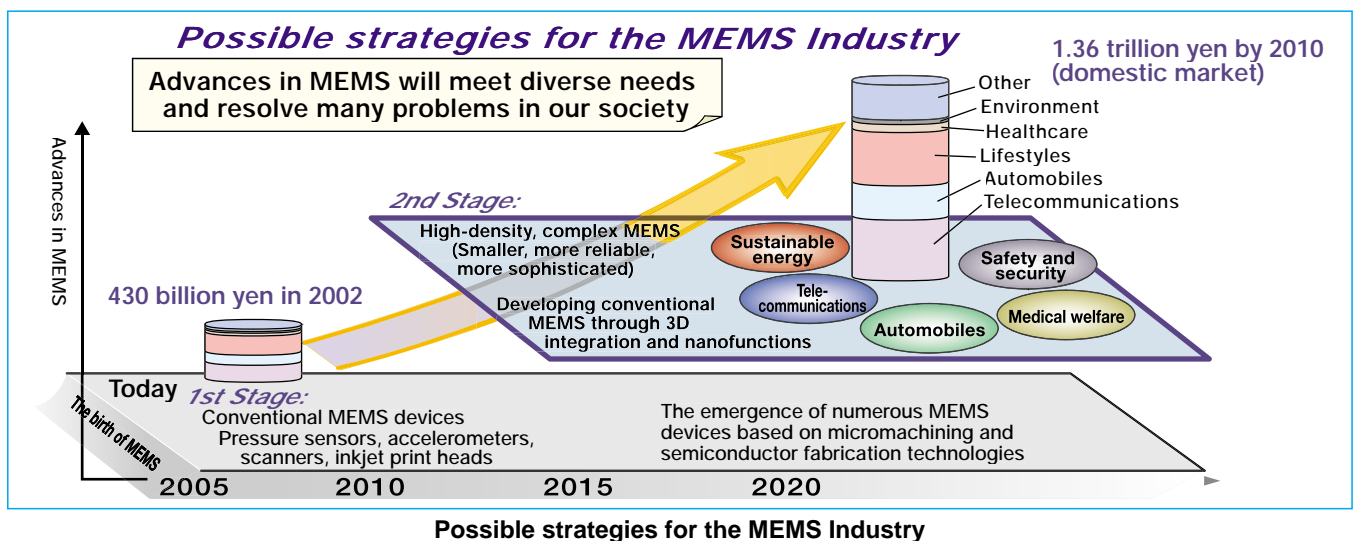 Possible strategies for the MEMS Industry
Advances in MEMS will meet diverse needs
and resolve many problems in our society
1.36 trillion yen by 2010
(domestic market)
Other
Environment
Healthcare
Lifestyles
Automobiles
Telecommunications
Advances in MEMS
2nd Stage:
High-density, complex MEMS
(Smaller, more reliable,
more sophisticated)
Developing conventional
MEMS through 3D
integration and nanofunctions
Sustainable
energy
Tele-
communications
Automobiles
Safety and
security
Medical welfare
430 billion yen in 2002
Today
The birth of MEMS
1st Stage:
Conventional MEMS devices
Pressure sensors, accelerometers,
scanners, inkjet print heads
The emergence of numerous MEMS
devices based on micromachining and
semiconductor fabrication technologies
2005 2010 2015 2020
Possible strategies for the MEMS Industry